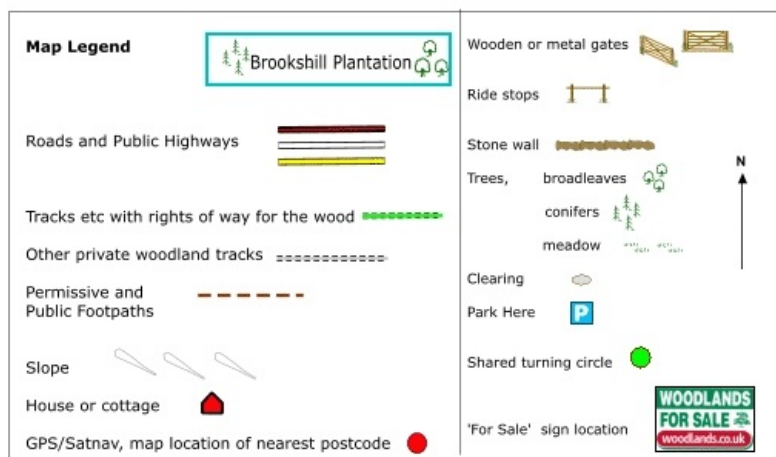 Map Legend
Brookshill Plantation
Roads and Public Highways
Tracks etc with rights of way for the wood
Other private woodland tracks
Permissive and
Public Footpaths
Slope
House or cottage
GPS/Satnav, map location of nearest postcode
Wooden or metal gates
Ride stops
Stone wall
Trees, broadleaves
conifers
meadow
N
Clearing
Park Here
P
Shared turning circle
'For Sale' sign location
WOODLANDS
FOR SALE
woodlands.co.uk